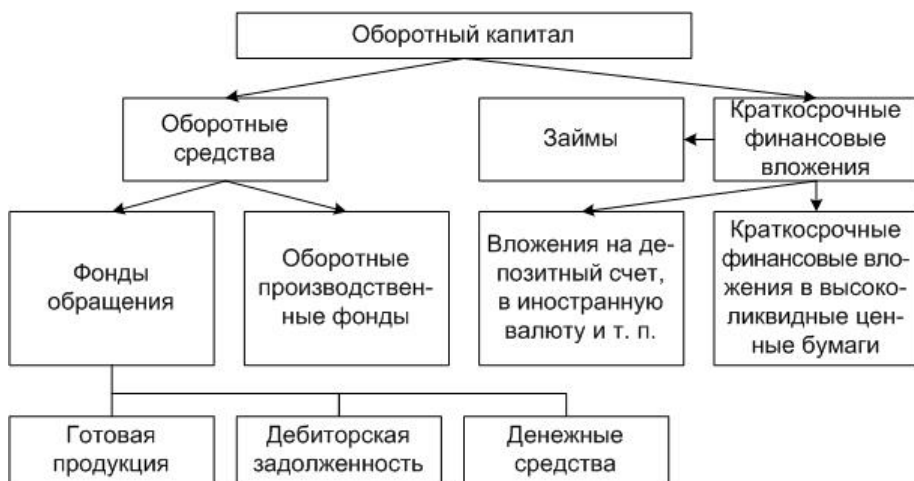 Оборотный капитал
Оборотные
средства
Займы
Краткосрочные
финансовые
вложения
Фонды
обращения
Оборотные
производствен-
ные фонды
Вложения на де-
позитный счет,
в иностранную
валюту и т. п.
Краткосрочные
финансовые вло-
жения в высоко-
ликвидные цен-
ные бумаги
Готовая
продукция
Дебиторская
задолженность
Денежные
средства